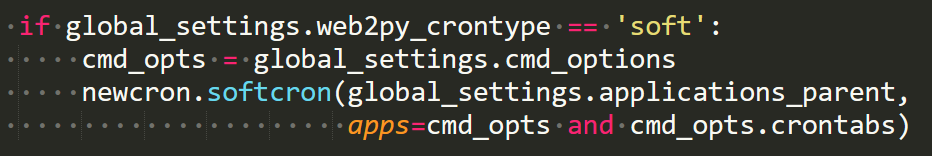 if global_settings.web2py_crontype == 'soft':
    cmd_opts = global_settings.cmd_options
    newcron.softcron(global_settings.applications_parent,
                     apps=cmd_opts and cmd_opts.crontabs)